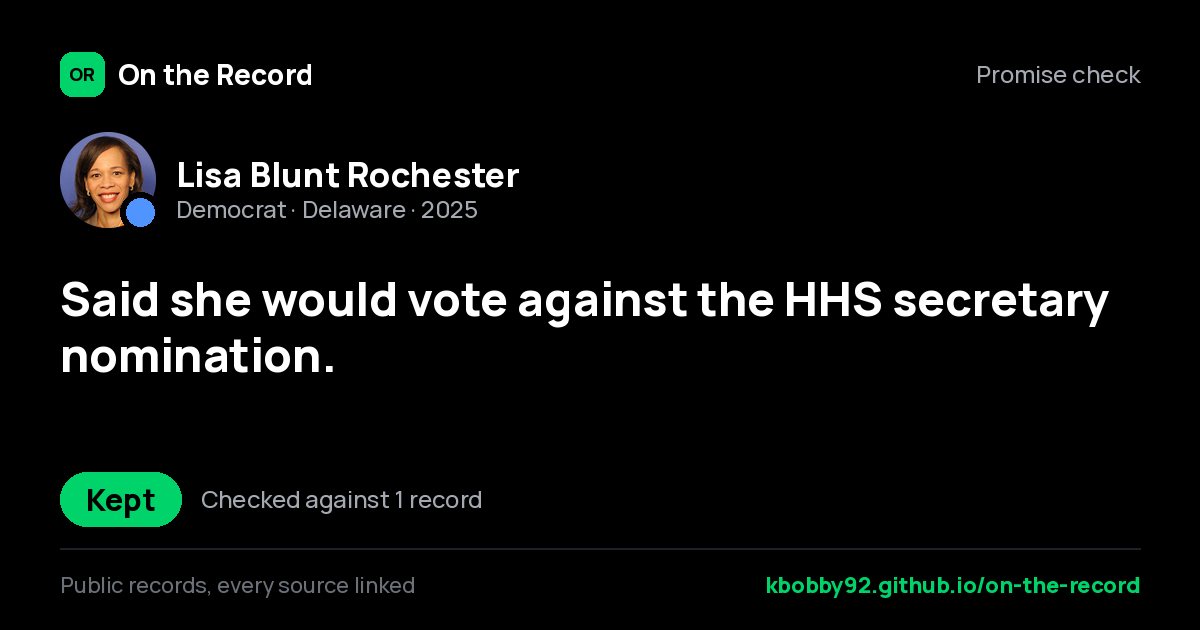 OR On the Record
Promise check
Lisa Blunt Rochester
Democrat · Delaware · 2025
Said she would vote against the HHS secretary
nomination.
Kept Checked against 1 record
Public records, every source linked
kbobby92.github.io/on-the-record